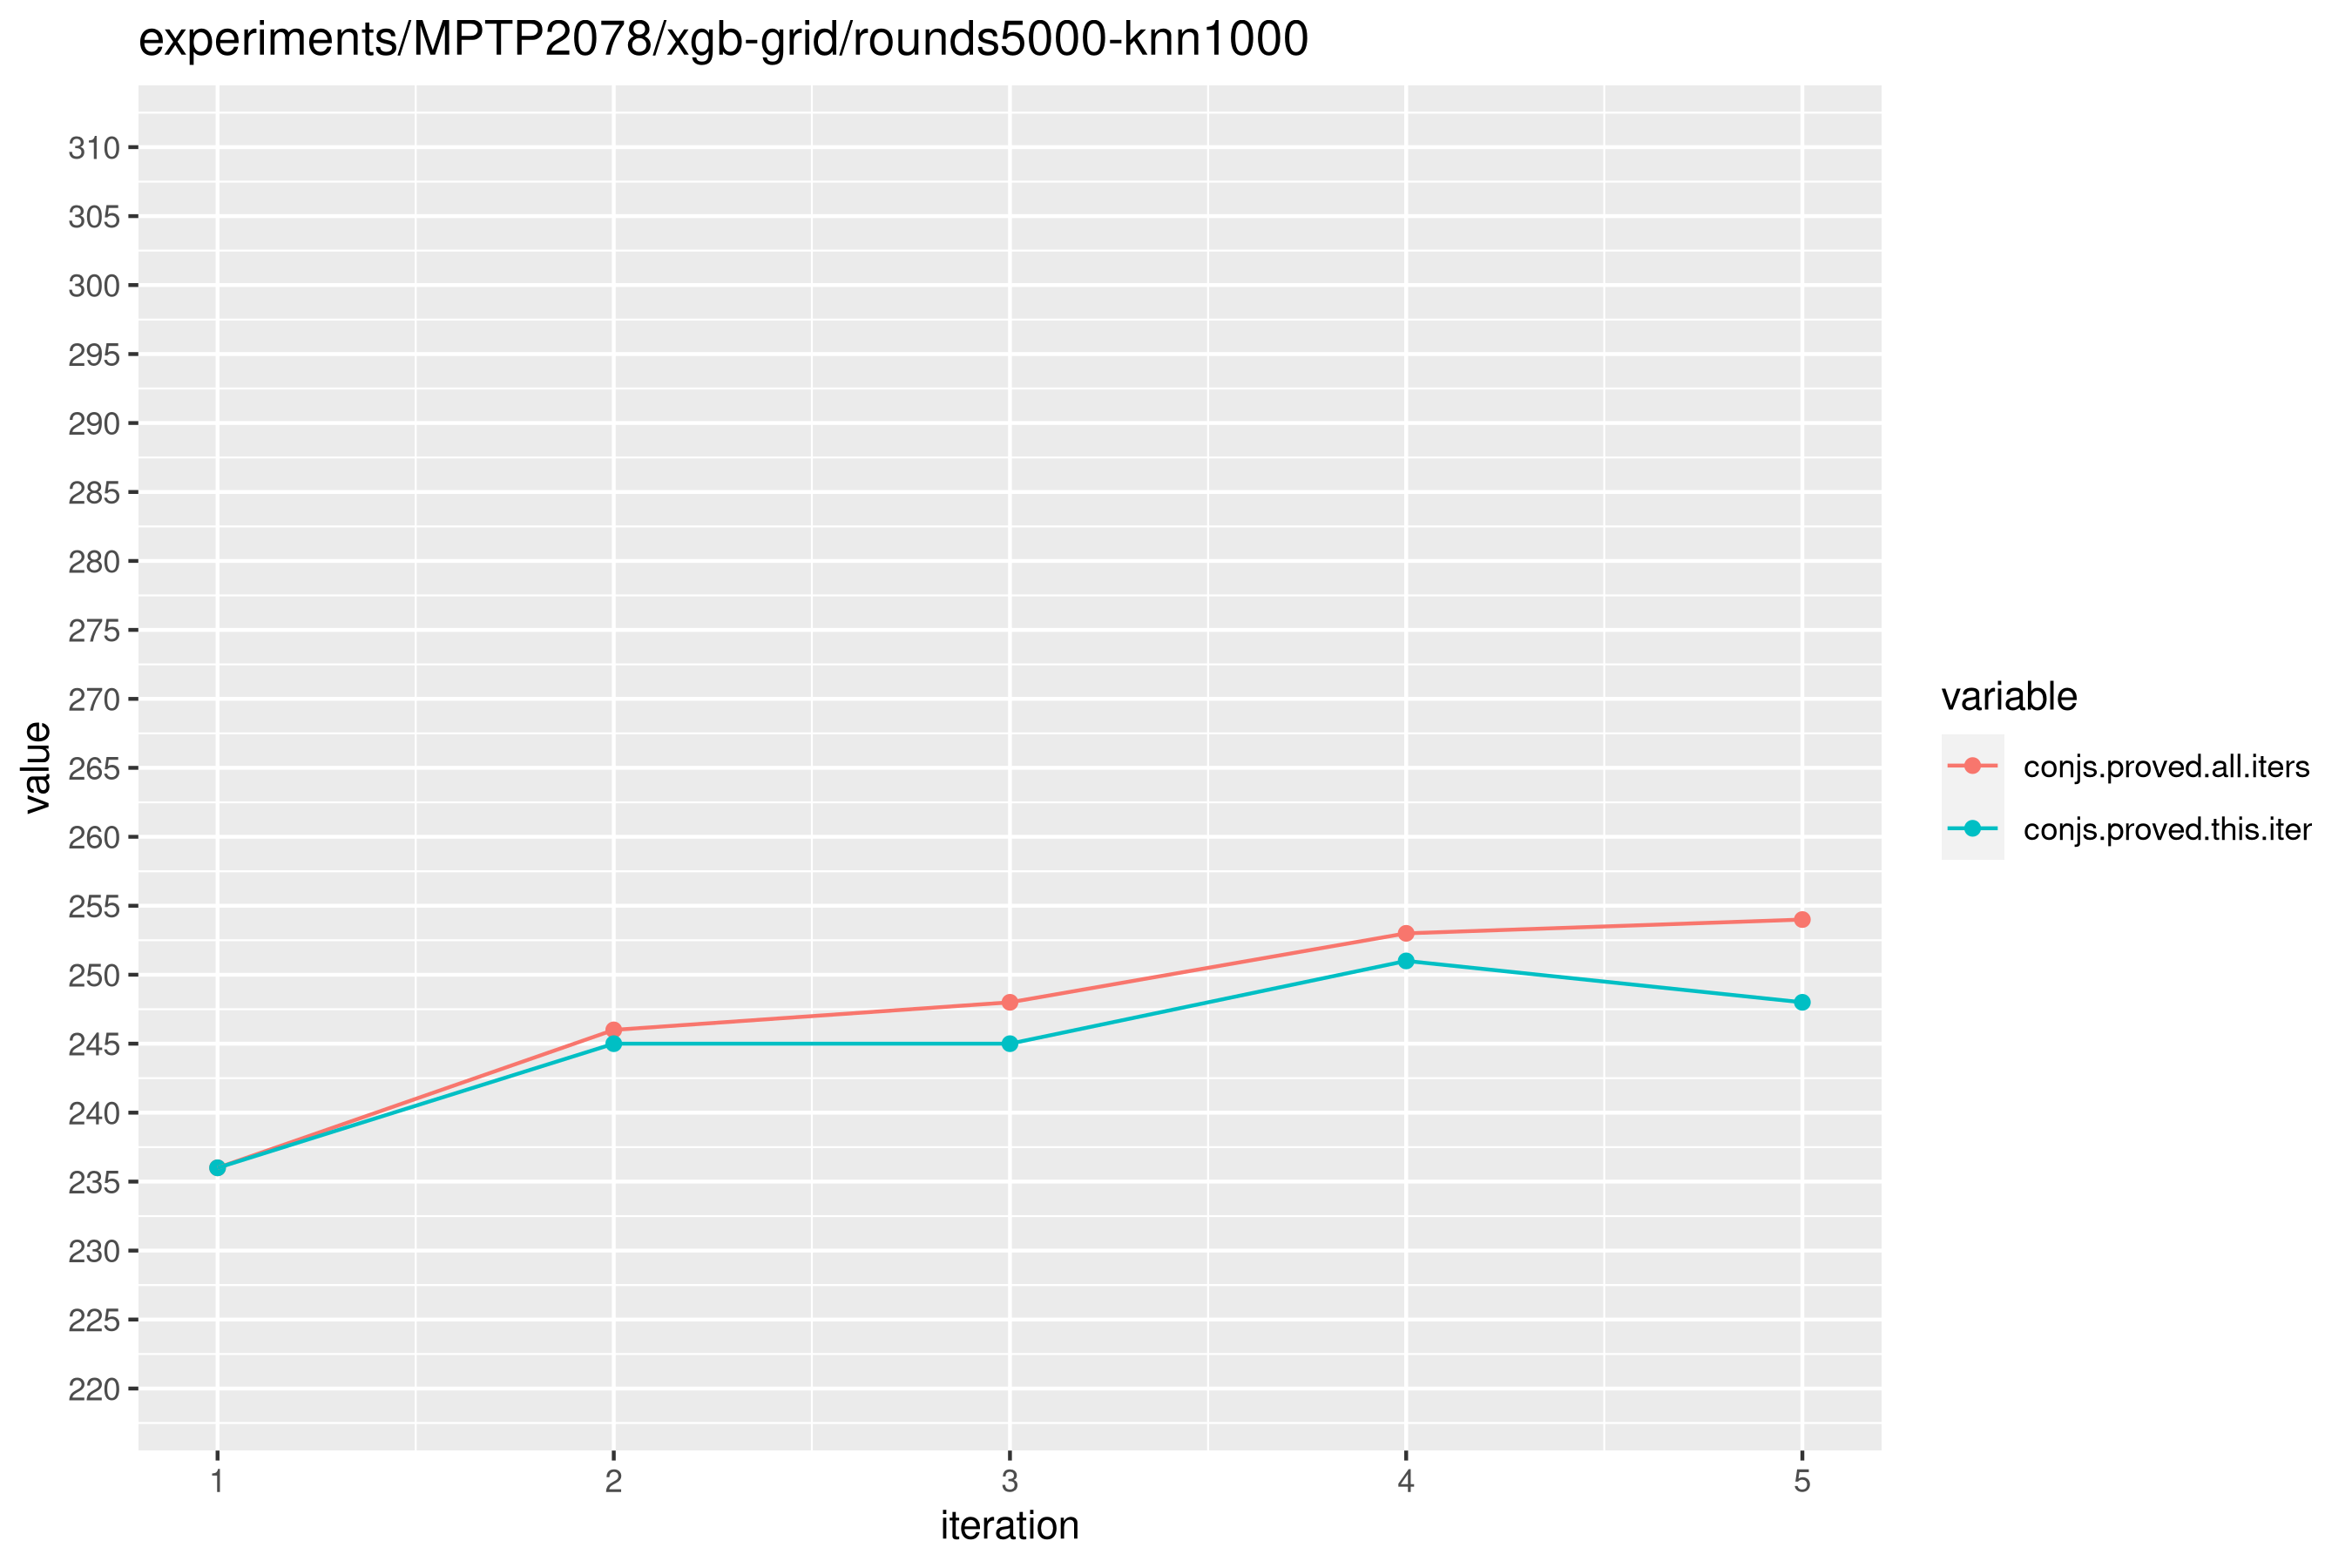 experiments/MPTP2078/xgb-grid/rounds5000-knn1000
310
305
300
295
290
285
280
275
270
265
260
255
250
245
240
235
230
225
220
value
1 2 3 4 5
iteration
variable
conjs.proved.all.iters
conjs.proved.this.iter